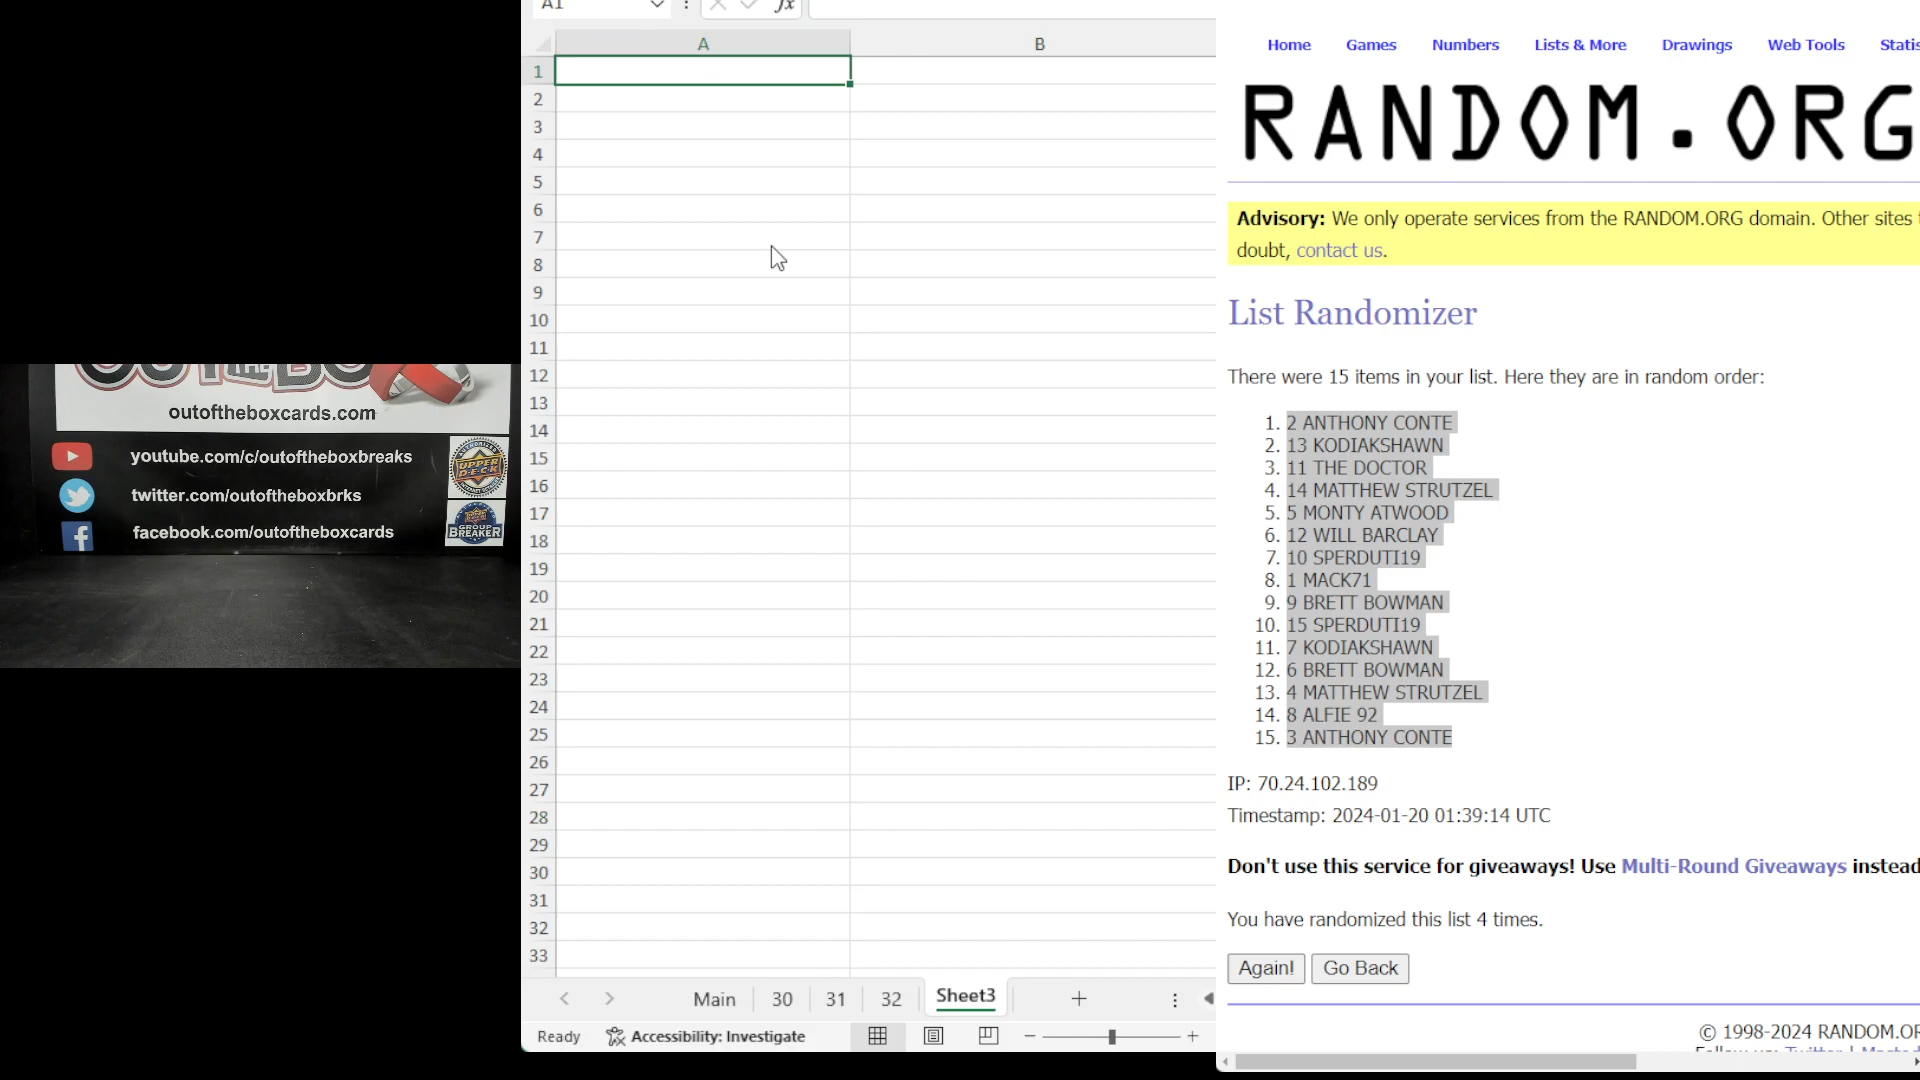 outoftheboxcards.com
youtube.com/c/outoftheboxbreaks
twitter.com/outoftheboxbrks
facebook.com/outoftheboxcards
UPPER
D·E·C·K
GROUP
BREAKER
A1
fx
A
B
1
2
3
4
5
6
7
8
9
10
11
12
13
14
15
16
17
18
19
20
21
22
23
24
25
26
27
28
29
30
31
32
33
Main 30 31 32 Sheet3
Ready Accessibility: Investigate
Home Games Numbers Lists & More Drawings Web Tools Statis
RANDOM.ORG
Advisory: We only operate services from the RANDOM.ORG domain. Other sites
doubt, contact us.
List Randomizer
There were 15 items in your list. Here they are in random order:
1. 2 ANTHONY CONTE
2. 13 KODIAKSHAWN
3. 11 THE DOCTOR
4. 14 MATTHEW STRUTZEL
5. 5 MONTY ATWOOD
6. 12 WILL BARCLAY
7. 10 SPERDUTI19
8. 1 MACK71
9. 9 BRETT BOWMAN
10. 15 SPERDUTI19
11. 7 KODIAKSHAWN
12. 6 BRETT BOWMAN
13. 4 MATTHEW STRUTZEL
14. 8 ALFIE 92
15. 3 ANTHONY CONTE
IP: 70.24.102.189
Timestamp: 2024-01-20 01:39:14 UTC
Don't use this service for giveaways! Use Multi-Round Giveaways instead
You have randomized this list 4 times.
Again! Go Back
© 1998-2024 RANDOM.OR